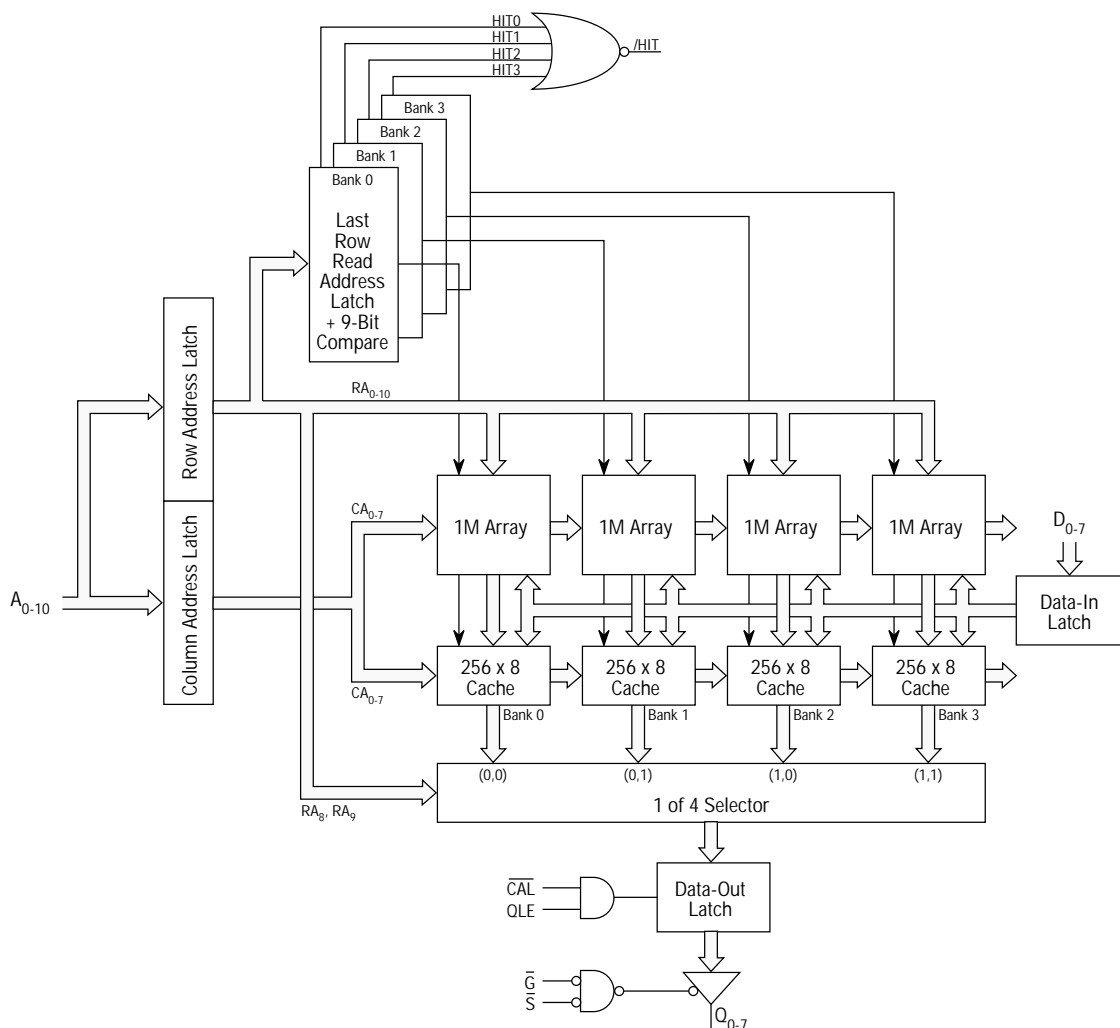 HIT0
HIT1
HIT2
HIT3
/HIT
Bank 3
Bank 2
Bank 1
Bank 0
Last
Row
Read
Address
Latch
+ 9-Bit
Compare
Row Address Latch
Column Address Latch
RA0-10
A0-10
CA0-7
1M Array
1M Array
1M Array
1M Array
D0-7
Data-In
Latch
CA0-7
256 x 8
Cache
256 x 8
Cache
256 x 8
Cache
256 x 8
Cache
Bank 0
Bank 1
Bank 2
Bank 3
(0,0)
(0,1)
(1,0)
(1,1)
1 of 4 Selector
RA8, RA9
C̅A̅L̅
QLE
Data-Out
Latch
G̅
S̅
Q0-7